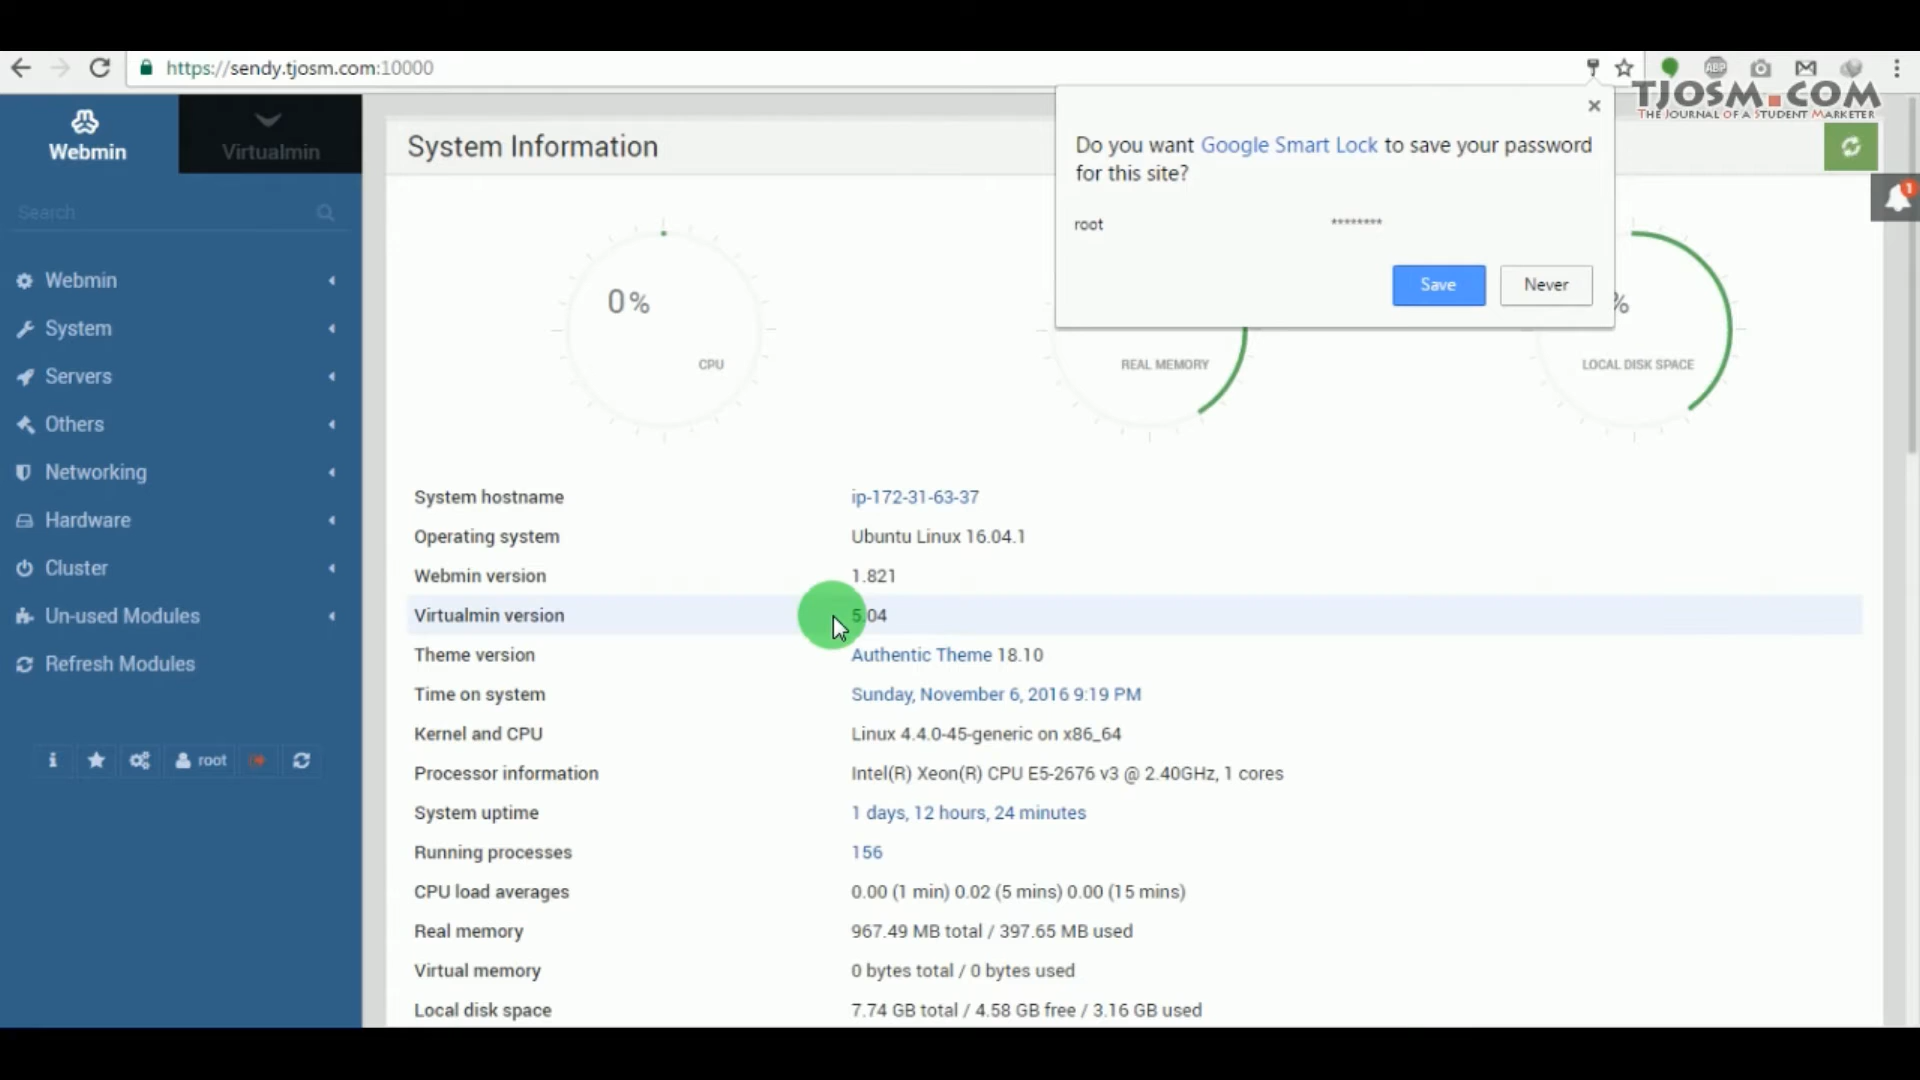 https://sendy.tjosm.com:10000
ABP
TJOSM.COM
THE JOURNAL OF A STUDENT MARKETER
Webmin
Virtualmin
Search
Webmin
System
Servers
Others
Networking
Hardware
Cluster
Un-used Modules
Refresh Modules
root
System Information
Do you want Google Smart Lock to save your password
for this site?
root ********
Save Never
1
0%
CPU
REAL MEMORY
%
LOCAL DISK SPACE
System hostname ip-172-31-63-37
Operating system Ubuntu Linux 16.04.1
Webmin version 1.821
Virtualmin version 5.04
Theme version Authentic Theme 18.10
Time on system Sunday, November 6, 2016 9:19 PM
Kernel and CPU Linux 4.4.0-45-generic on x86_64
Processor information Intel(R) Xeon(R) CPU E5-2676 v3 @ 2.40GHz, 1 cores
System uptime 1 days, 12 hours, 24 minutes
Running processes 156
CPU load averages 0.00 (1 min) 0.02 (5 mins) 0.00 (15 mins)
Real memory 967.49 MB total / 397.65 MB used
Virtual memory 0 bytes total / 0 bytes used
Local disk space 7.74 GB total / 4.58 GB free / 3.16 GB used